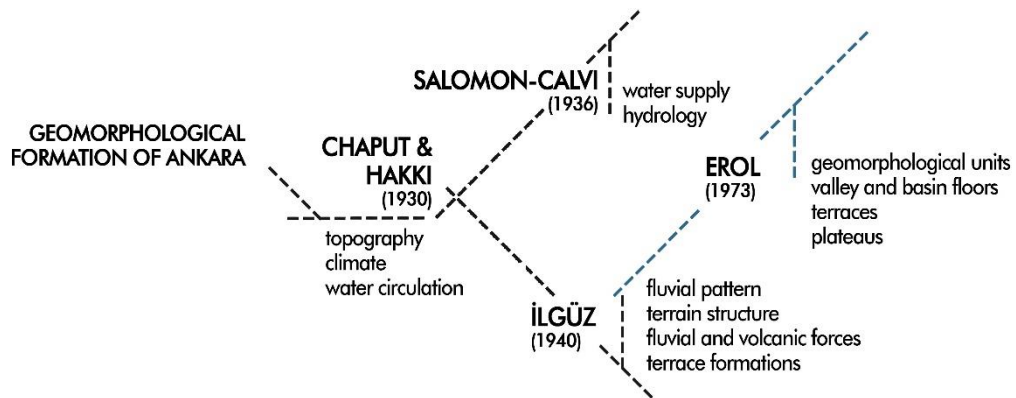 GEOMORPHOLOGICAL
FORMATION OF ANKARA
CHAPUT &
HAKKI
(1930)
topography
climate
water circulation
SALOMON-CALVI
(1936)
water supply
hydrology
İLGÜZ
(1940)
fluvial pattern
terrain structure
fluvial and volcanic forces
terrace formations
EROL
(1973)
geomorphological units
valley and basin floors
terraces
plateaus